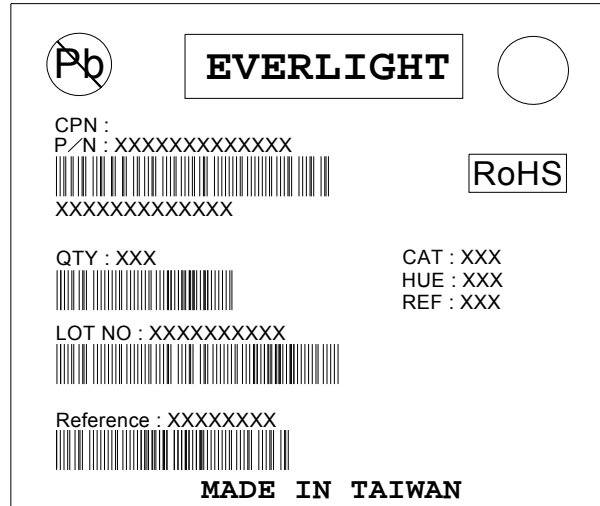 Pb
EVERLIGHT
CPN :
P/N : XXXXXXXXXXXXX
RoHS
XXXXXXXXXXXXX
QTY : XXX
CAT : XXX
HUE : XXX
REF : XXX
LOT NO : XXXXXXXXXX
Reference : XXXXXXXX
MADE IN TAIWAN